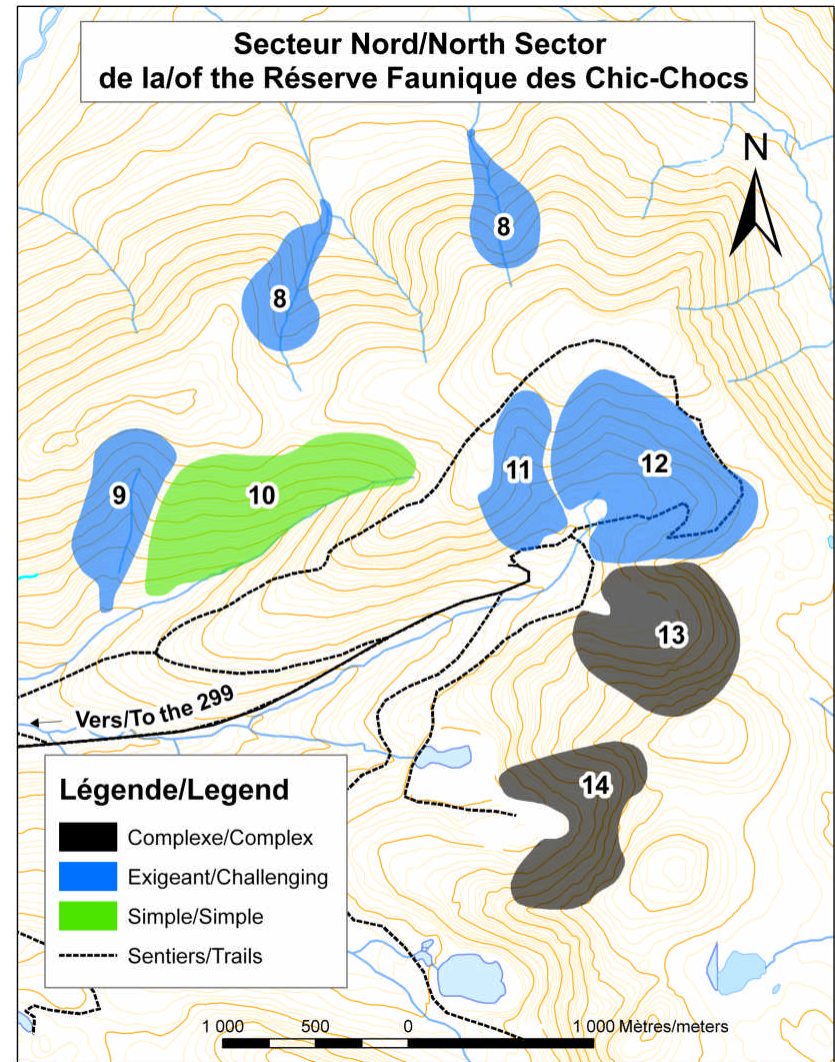 Secteur Nord/North Sector
de la/of the Réserve Faunique des Chic-Chocs
N
8
8
9
10
11
12
13
14
Vers/To the 299
Légende/Legend
Complexe/Complex
Exigeant/Challenging
Simple/Simple
Sentiers/Trails
1 000 500 0 1 000 Mètres/meters